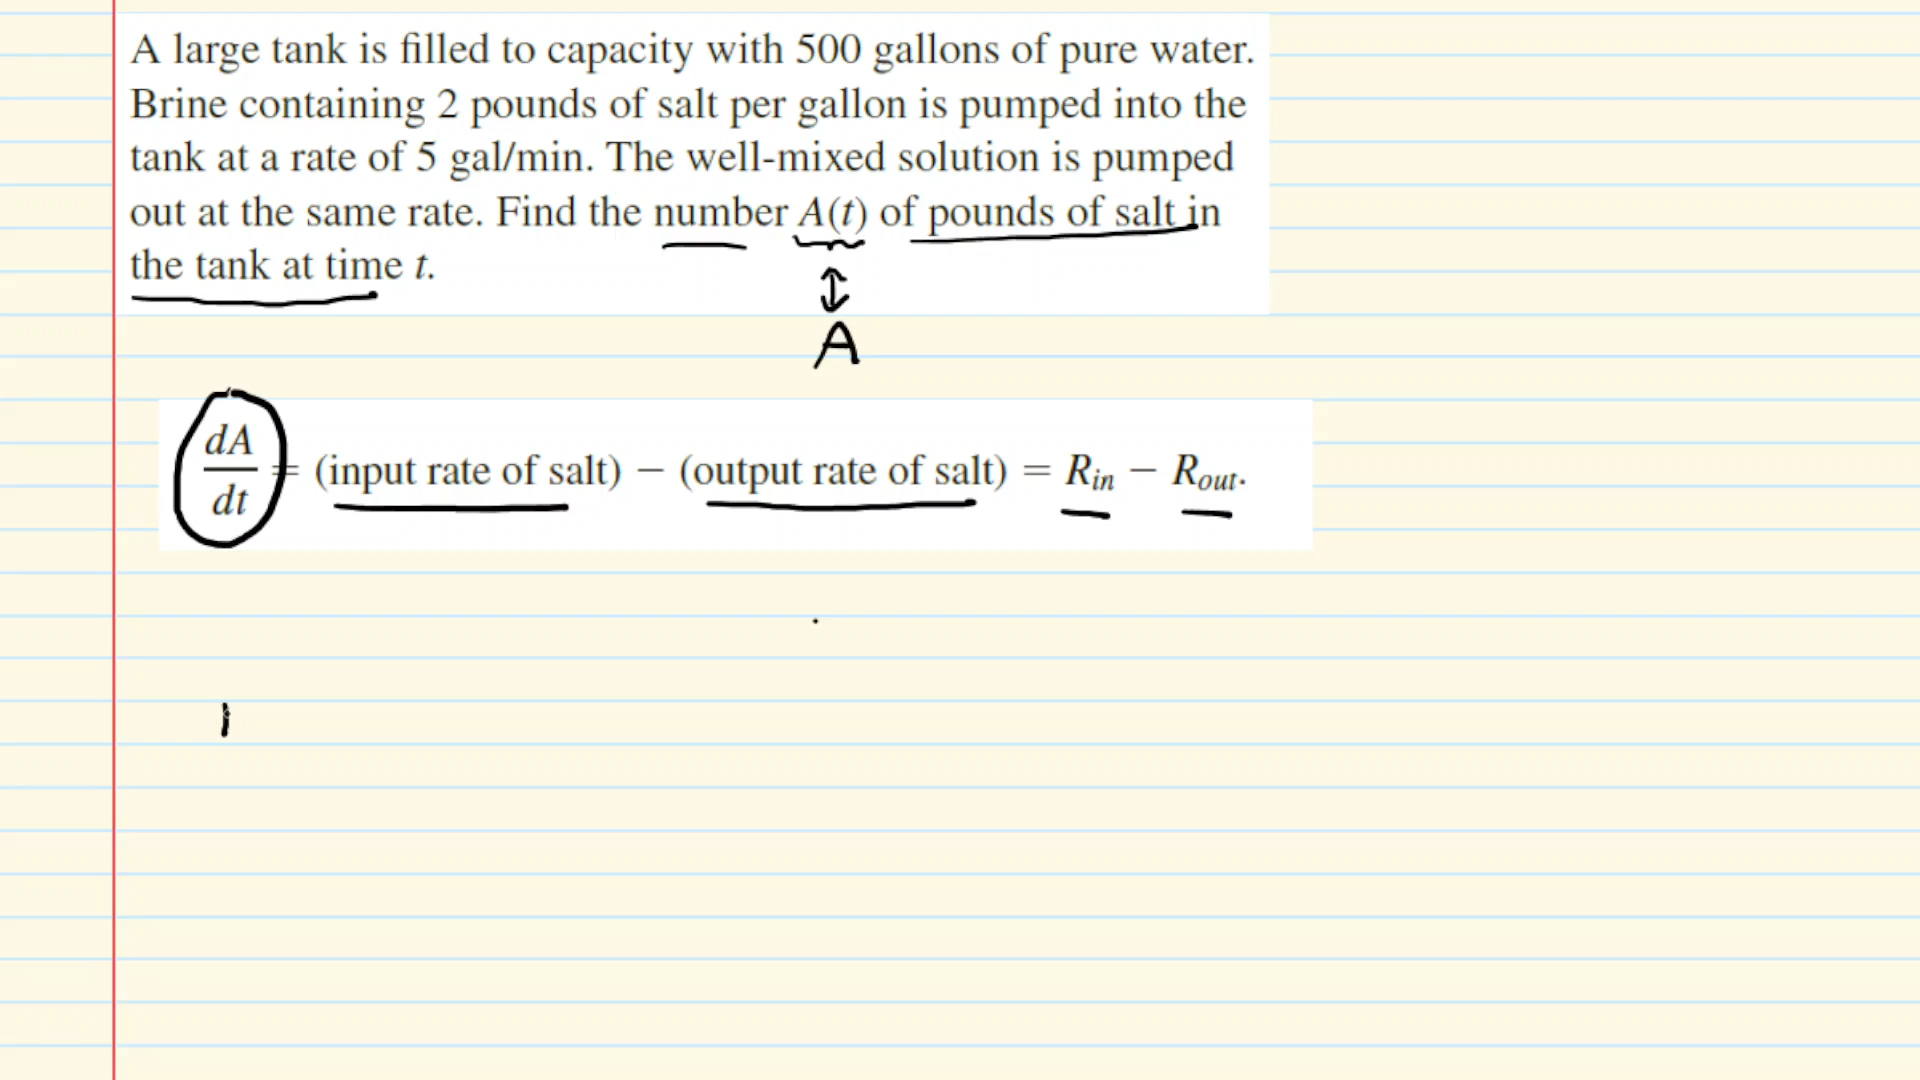 A large tank is filled to capacity with 500 gallons of pure water.
Brine containing 2 pounds of salt per gallon is pumped into the
tank at a rate of 5 gal/min. The well-mixed solution is pumped
out at the same rate. Find the number A(t) of pounds of salt in
the tank at time t.
↕
A
dA/dt = (input rate of salt) − (output rate of salt) = R_in − R_out.